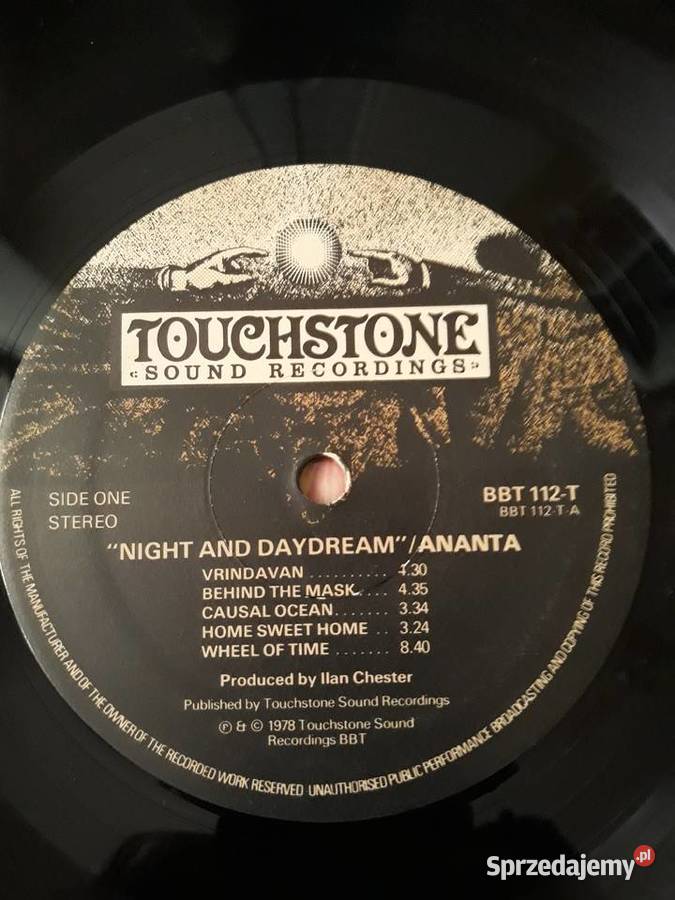 TOUCHSTONE
«SOUND RECORDINGS»
SIDE ONE
STEREO
BBT 112-T
BBT 112-T-A
"NIGHT AND DAYDREAM"/ANANTA
VRINDAVAN .......... 4.30
BEHIND THE MASK.... 4.35
CAUSAL OCEAN....... 3.34
HOME SWEET HOME .. 3.24
WHEEL OF TIME ....... 8.40
Produced by Ilan Chester
Published by Touchstone Sound Recordings
℗ & © 1978 Touchstone Sound
Recordings BBT
ALL RIGHTS OF THE MANUFACTURER AND OF THE OWNER OF THE RECORDED WORK RESERVED UNAUTHORISED PUBLIC PERFORMANCE BROADCASTING AND COPYING OF THIS RECORD PROHIBITED
Sprzedajemy.pl